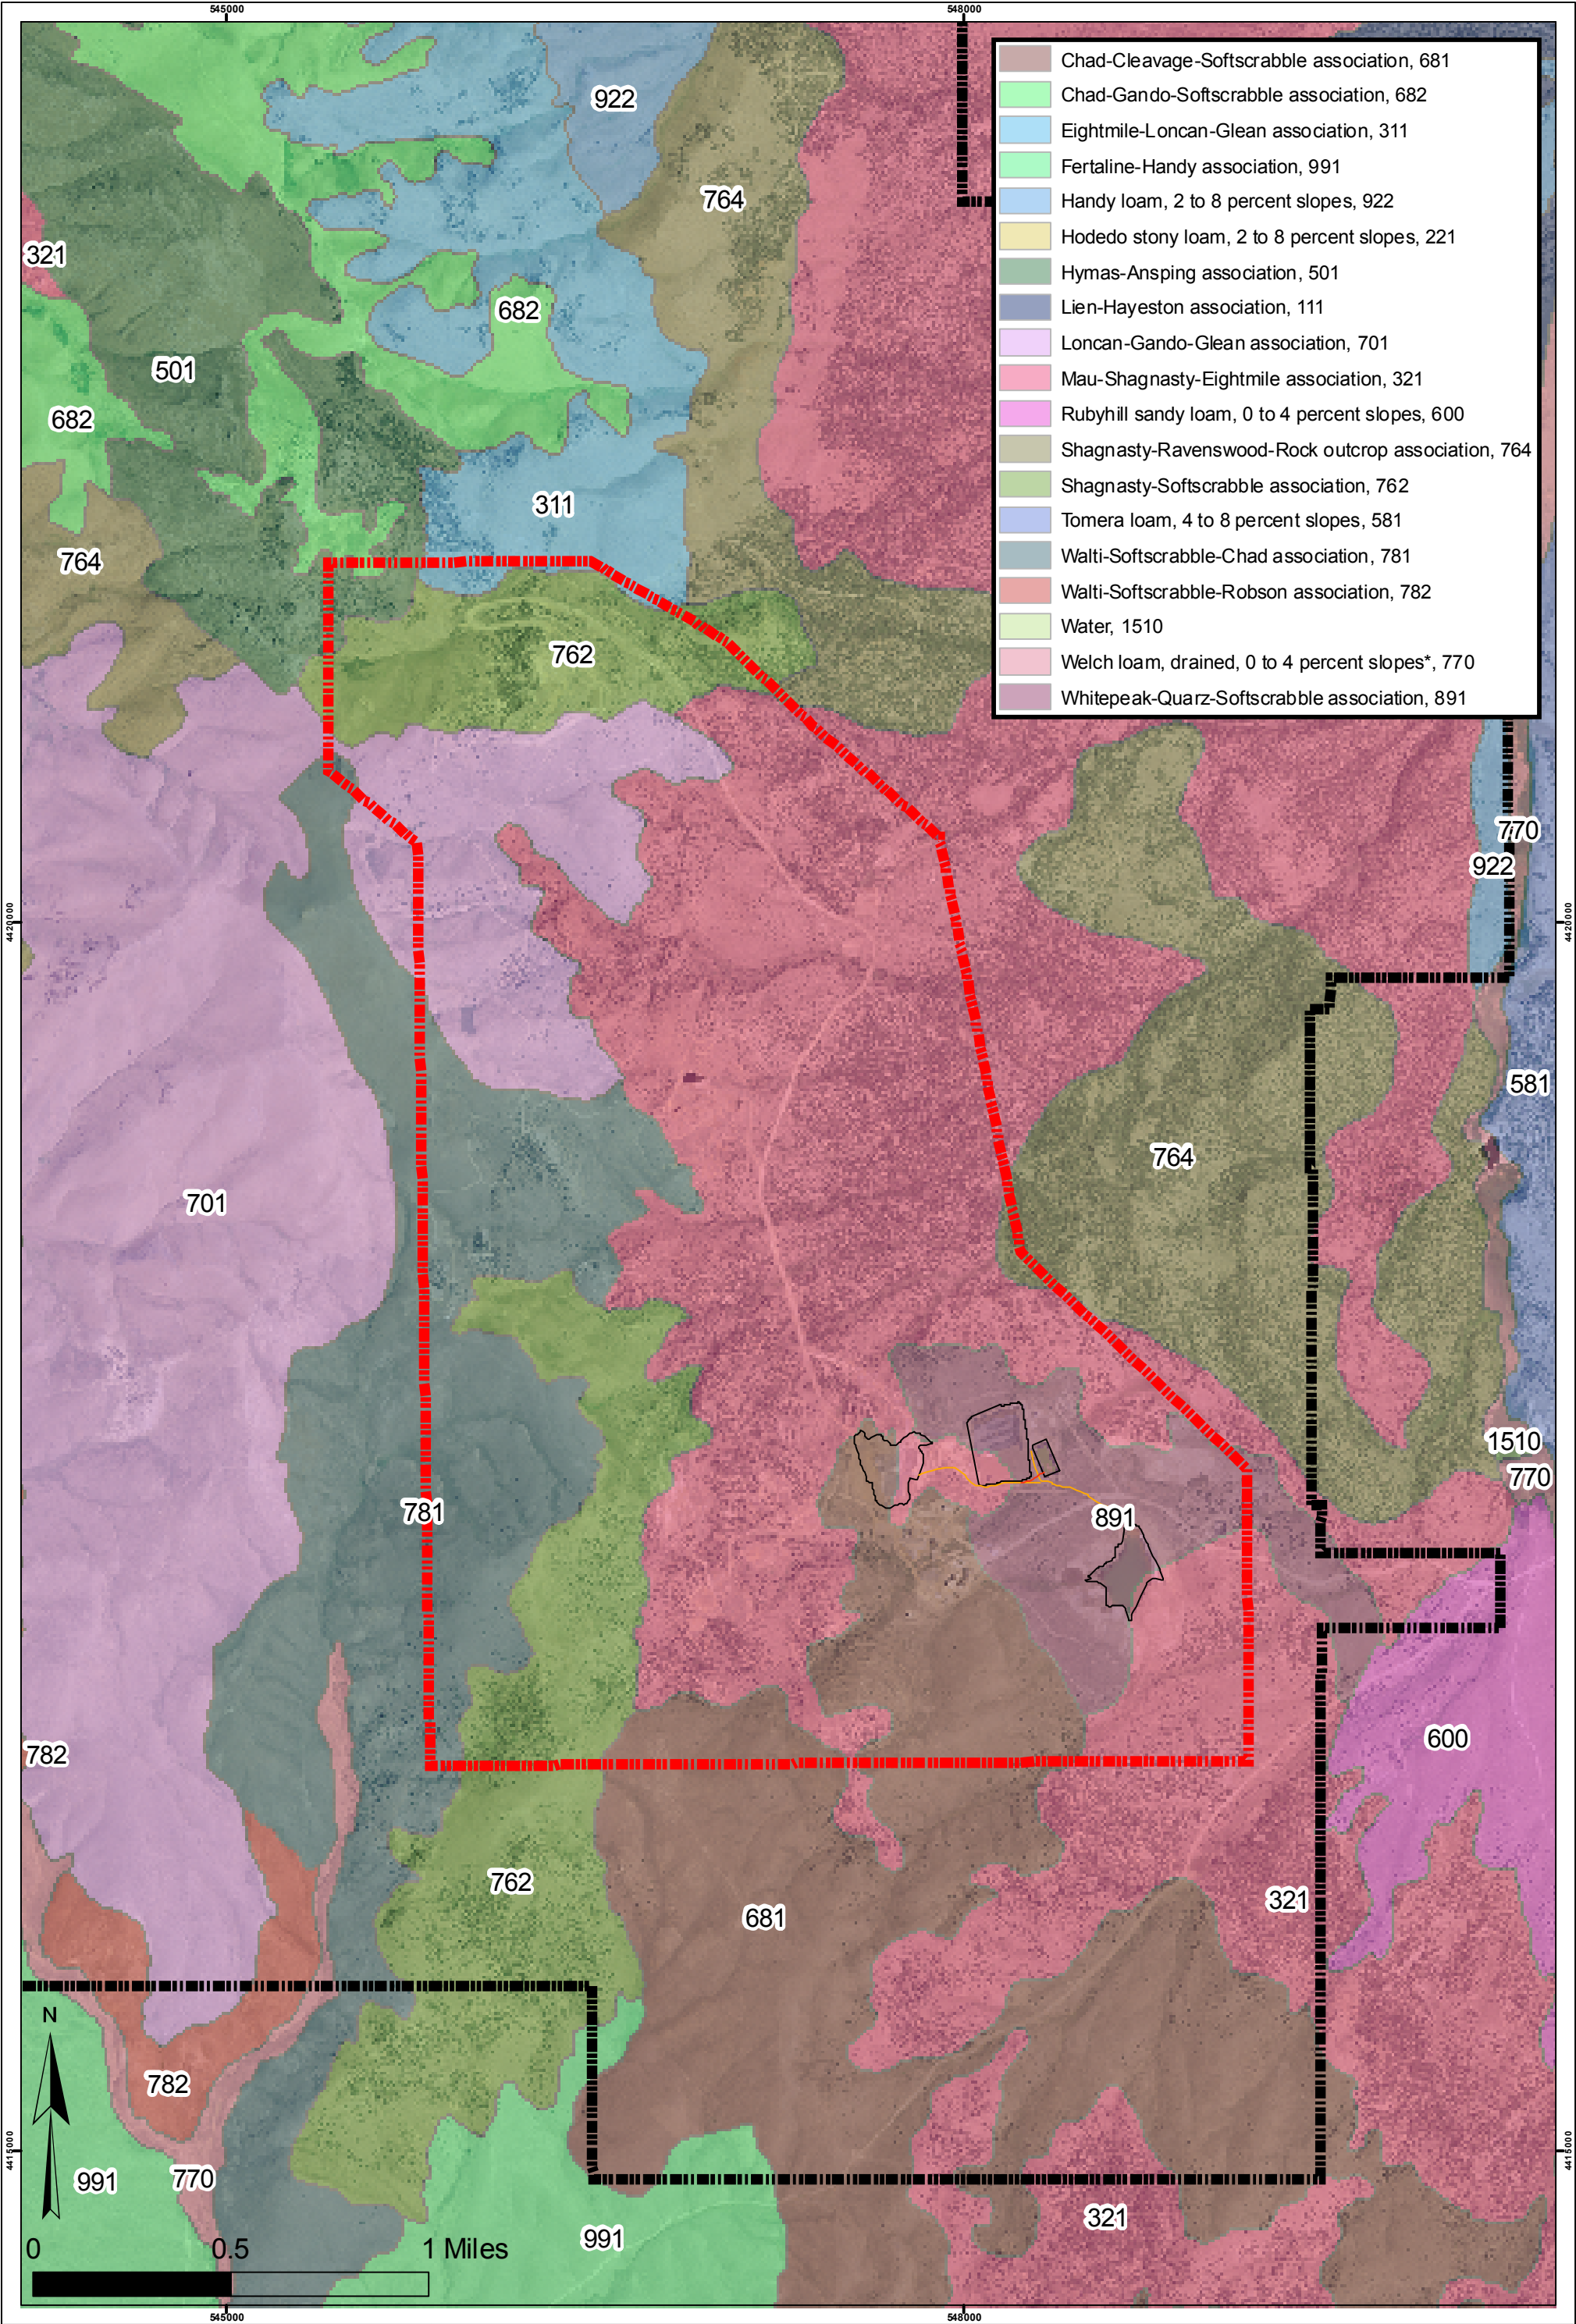 545000
548000
Chad-Cleavage-Softscrabble association, 681
Chad-Gando-Softscrabble association, 682
Eightmile-Loncan-Glean association, 311
Fertaline-Handy association, 991
Handy loam, 2 to 8 percent slopes, 922
Hodedo stony loam, 2 to 8 percent slopes, 221
Hymas-Ansping association, 501
Lien-Hayeston association, 111
Loncan-Gando-Glean association, 701
Mau-Shagnasty-Eightmile association, 321
Rubyhill sandy loam, 0 to 4 percent slopes, 600
Shagnasty-Ravenswood-Rock outcrop association, 764
Shagnasty-Softscrabble association, 762
Tomera loam, 4 to 8 percent slopes, 581
Walti-Softscrabble-Chad association, 781
Walti-Softscrabble-Robson association, 782
Water, 1510
Welch loam, drained, 0 to 4 percent slopes*, 770
Whitepeak-Quarz-Softscrabble association, 891
922
764
321
682
501
682
311
764
762
770
922
4420000
4420000
581
764
701
1510
770
781
891
600
782
762
681
321
N
782
4415000
4415000
991
770
321
991
0
0.5
1 Miles
545000
548000